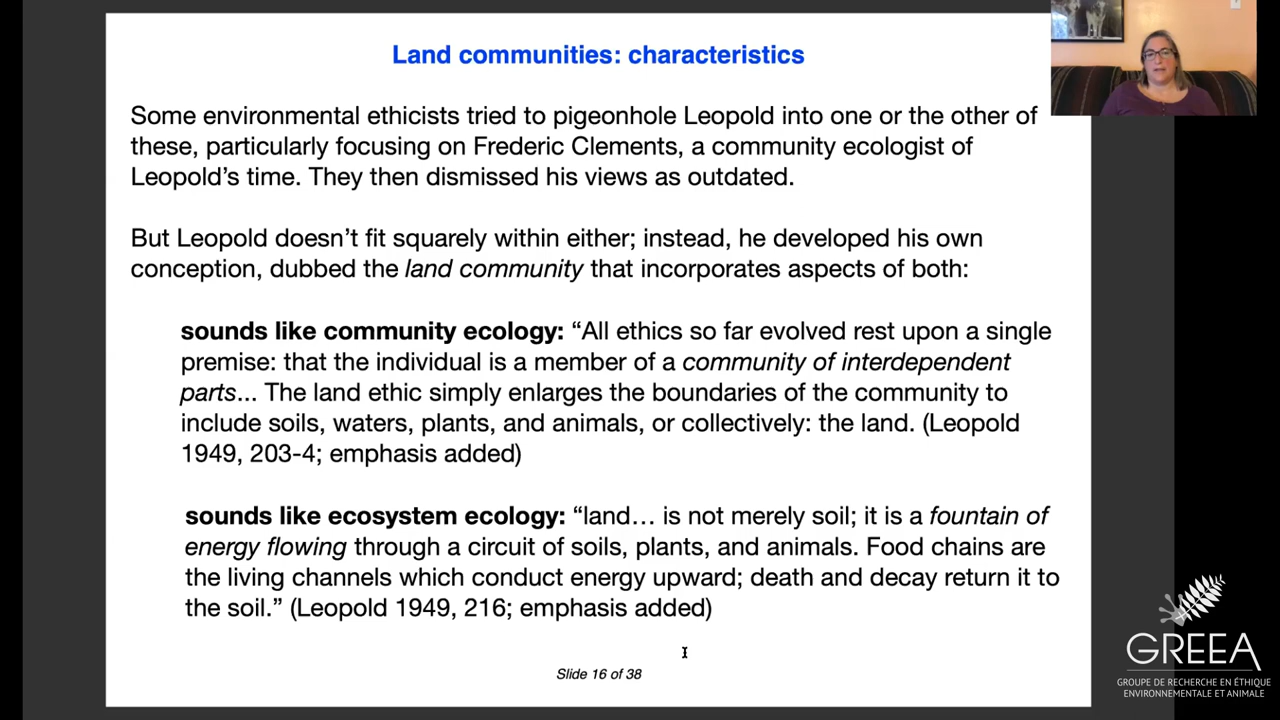 Land communities: characteristics
Some environmental ethicists tried to pigeonhole Leopold into one or the other of
these, particularly focusing on Frederic Clements, a community ecologist of
Leopold’s time. They then dismissed his views as outdated.
But Leopold doesn’t fit squarely within either; instead, he developed his own
conception, dubbed the land community that incorporates aspects of both:
sounds like community ecology: “All ethics so far evolved rest upon a single
premise: that the individual is a member of a community of interdependent
parts... The land ethic simply enlarges the boundaries of the community to
include soils, waters, plants, and animals, or collectively: the land. (Leopold
1949, 203-4; emphasis added)
sounds like ecosystem ecology: “land… is not merely soil; it is a fountain of
energy flowing through a circuit of soils, plants, and animals. Food chains are
the living channels which conduct energy upward; death and decay return it to
the soil.” (Leopold 1949, 216; emphasis added)
Slide 16 of 38
GREEA
GROUPE DE RECHERCHE EN ÉTHIQUE
ENVIRONNEMENTALE ET ANIMALE